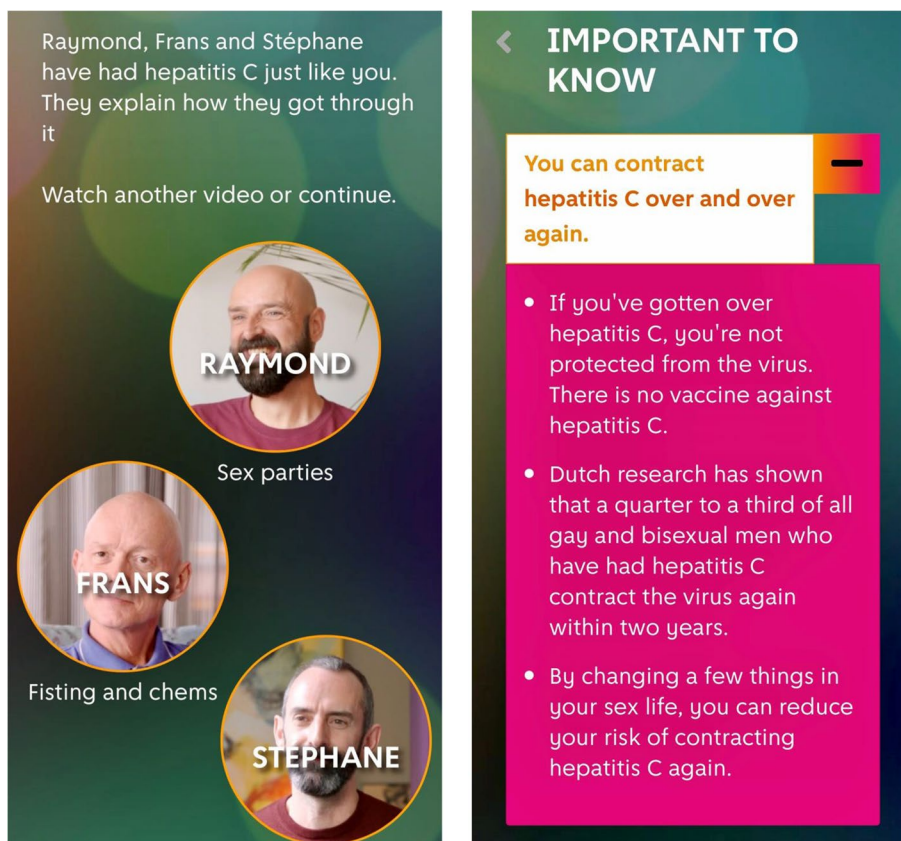 Raymond, Frans and Stéphane
have had hepatitis C just like you.
They explain how they got through
it
Watch another video or continue.
RAYMOND
Sex parties
FRANS
Fisting and chems
STÉPHANE
IMPORTANT TO
KNOW
You can contract
hepatitis C over and over
again.
• If you've gotten over
hepatitis C, you're not
protected from the virus.
There is no vaccine against
hepatitis C.
• Dutch research has shown
that a quarter to a third of all
gay and bisexual men who
have had hepatitis C
contract the virus again
within two years.
• By changing a few things in
your sex life, you can reduce
your risk of contracting
hepatitis C again.